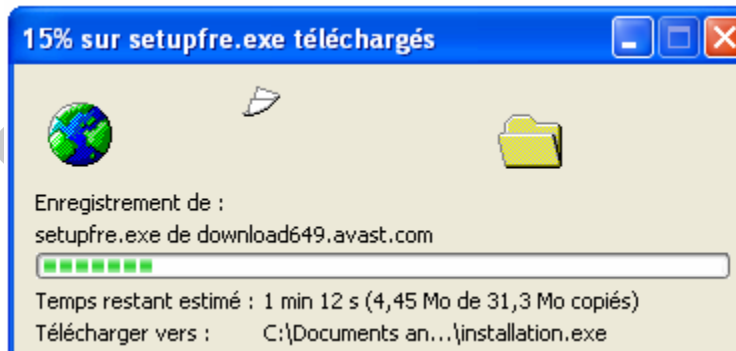 15% sur setupfre.exe téléchargés
Enregistrement de :
setupfre.exe de download649.avast.com
Temps restant estimé : 1 min 12 s (4,45 Mo de 31,3 Mo copiés)
Télécharger vers : C:\Documents an...\installation.exe